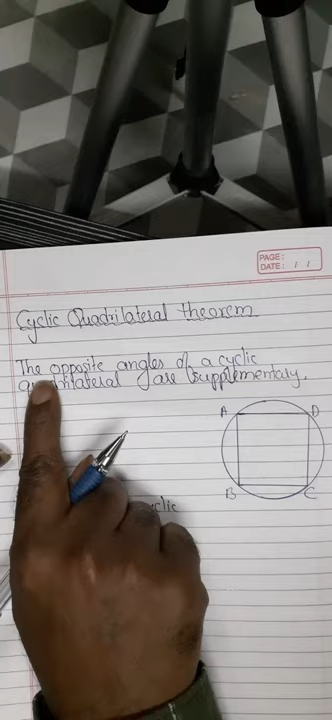 PAGE:
DATE: / /
Cyclic Quadrilateral theorem
The opposite angles of a cyclic
quadrilateral are supplementary.
A D
B C